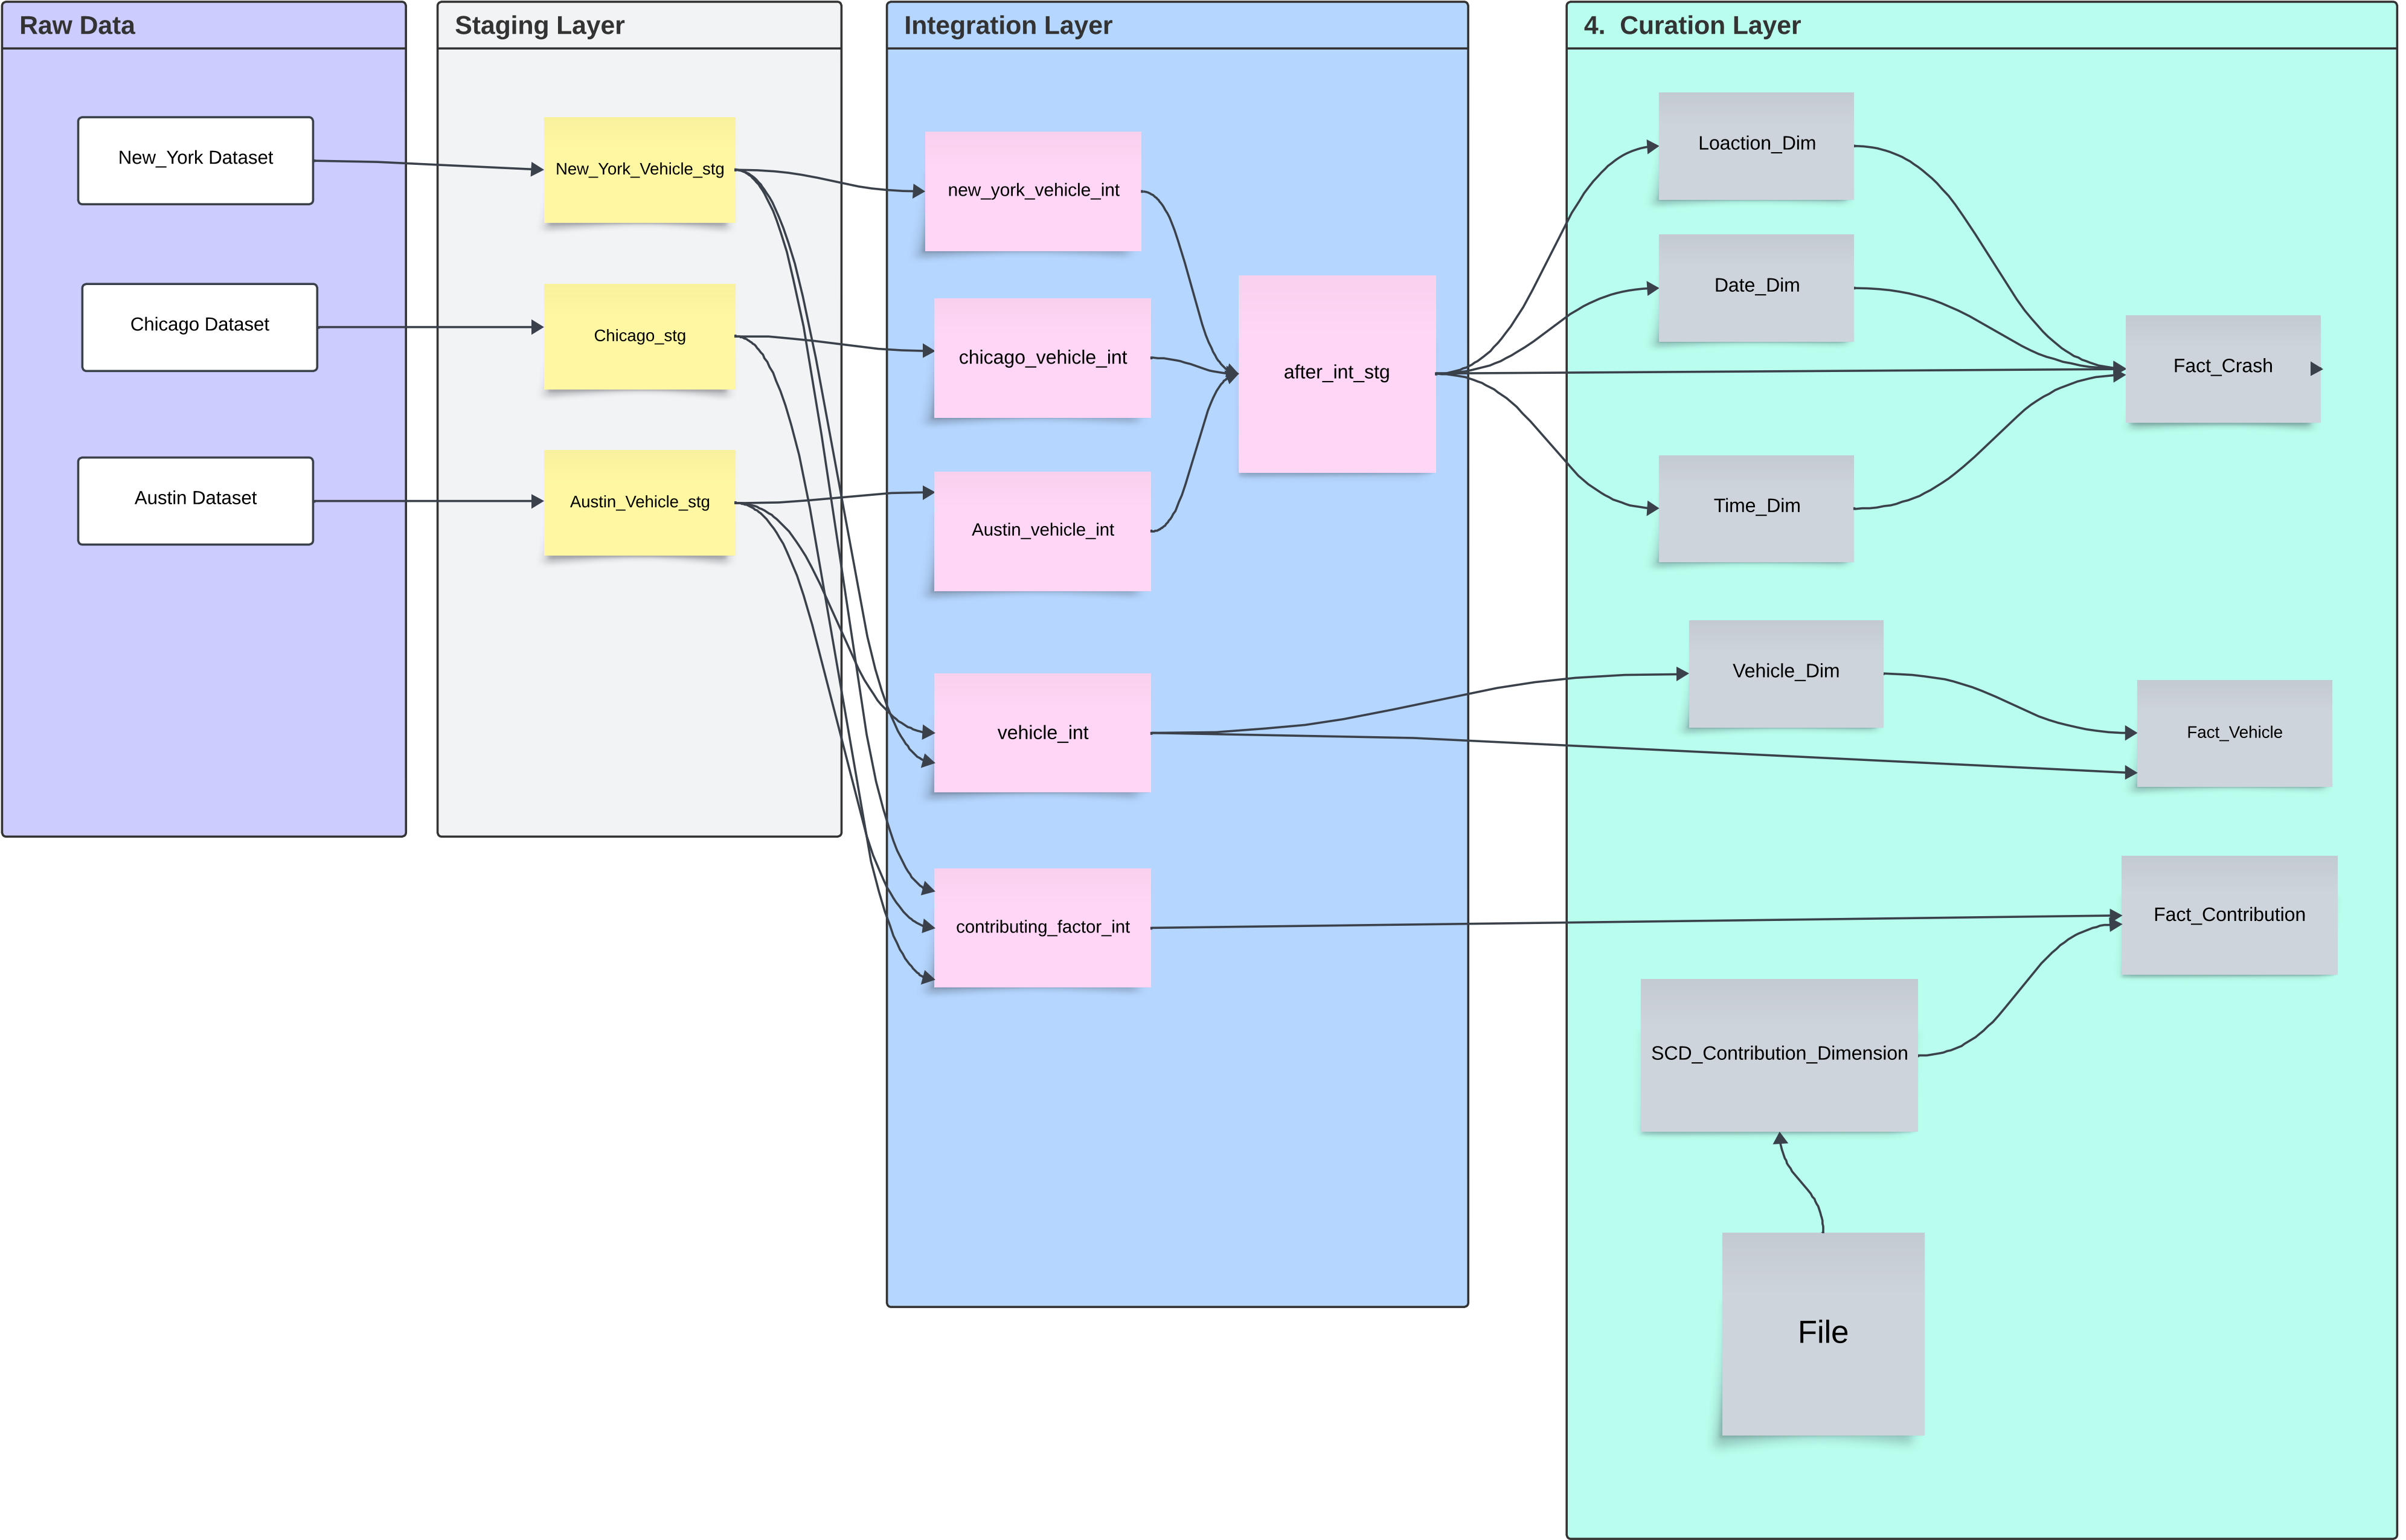 Raw Data
New_York Dataset
Chicago Dataset
Austin Dataset
Staging Layer
New_York_Vehicle_stg
Chicago_stg
Austin_Vehicle_stg
Integration Layer
new_york_vehicle_int
chicago_vehicle_int
Austin_vehicle_int
after_int_stg
vehicle_int
contributing_factor_int
4. Curation Layer
Loaction_Dim
Date_Dim
Time_Dim
Fact_Crash
Vehicle_Dim
Fact_Vehicle
Fact_Contribution
SCD_Contribution_Dimension
File